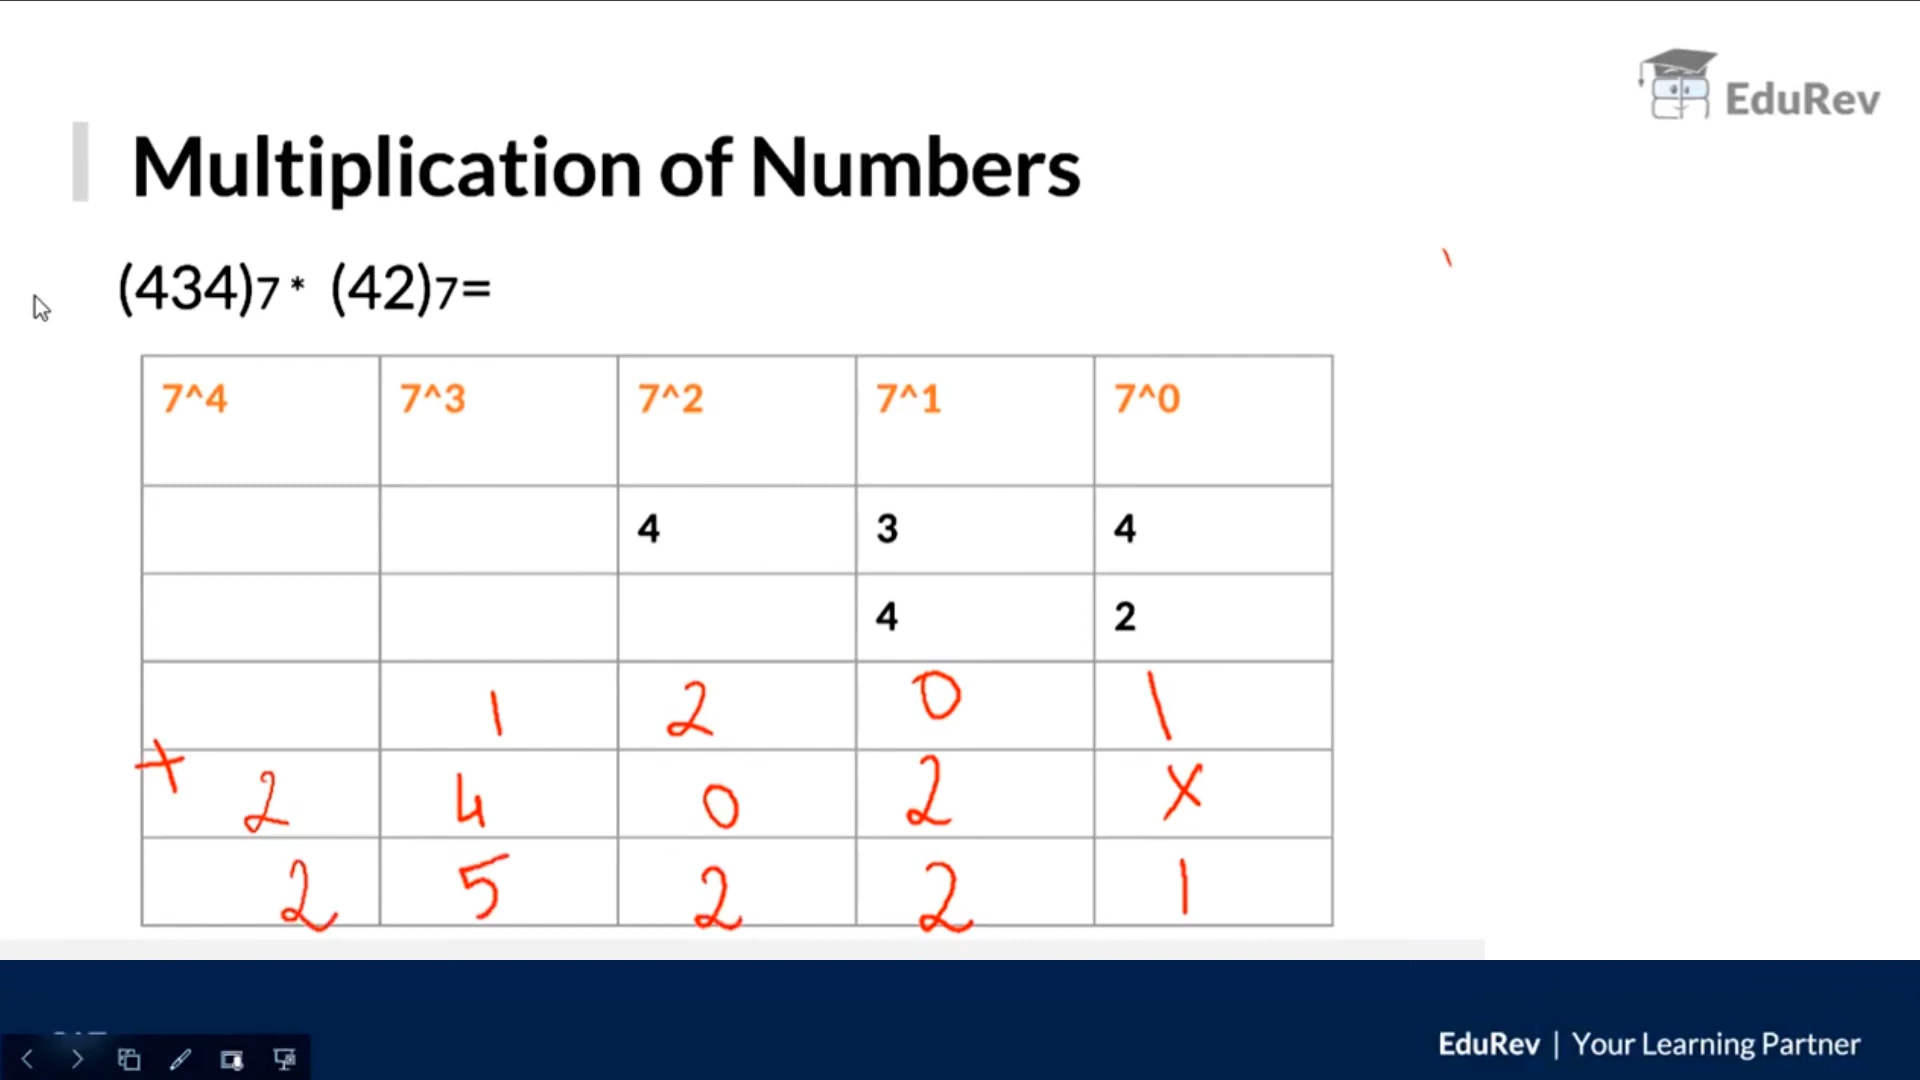 EduRev
Multiplication of Numbers
(434)7 * (42)7=
7^4 7^3 7^2 7^1 7^0
4 3 4
4 2
1 2 0 1
+ 2 4 0 2 X
2 5 2 2 1
EduRev | Your Learning Partner